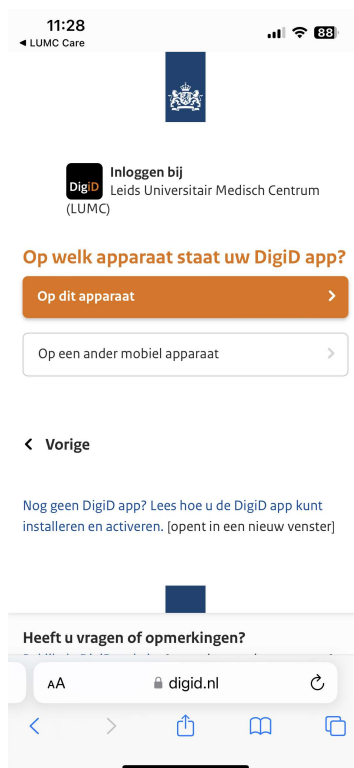 11:28
88
◀ LUMC Care
DigiD
Inloggen bij
Leids Universitair Medisch Centrum
(LUMC)
Op welk apparaat staat uw DigiD app?
Op dit apparaat
Op een ander mobiel apparaat
Vorige
Nog geen DigiD app? Lees hoe u de DigiD app kunt
installeren en activeren. [opent in een nieuw venster]
Heeft u vragen of opmerkingen?
AA
digid.nl